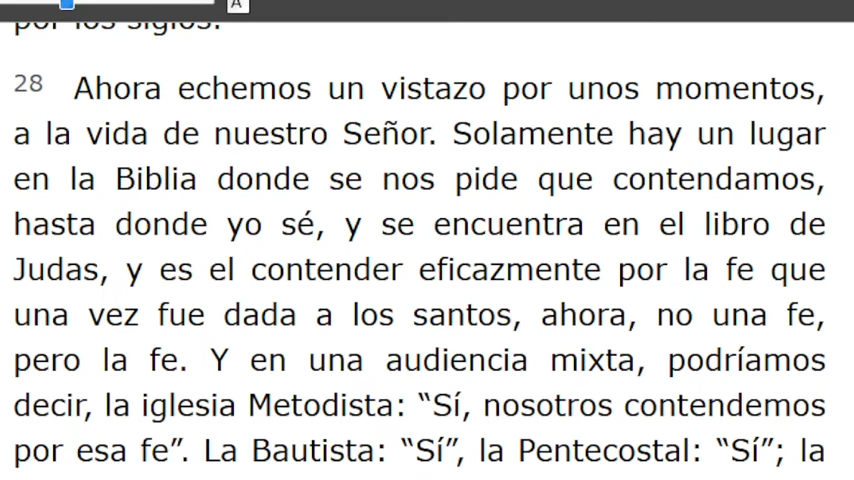 A
por los siglos.
28 Ahora echemos un vistazo por unos momentos,
a la vida de nuestro Señor. Solamente hay un lugar
en la Biblia donde se nos pide que contendamos,
hasta donde yo sé, y se encuentra en el libro de
Judas, y es el contender eficazmente por la fe que
una vez fue dada a los santos, ahora, no una fe,
pero la fe. Y en una audiencia mixta, podríamos
decir, la iglesia Metodista: “Sí, nosotros contendemos
por esa fe”. La Bautista: “Sí”, la Pentecostal: “Sí”; la